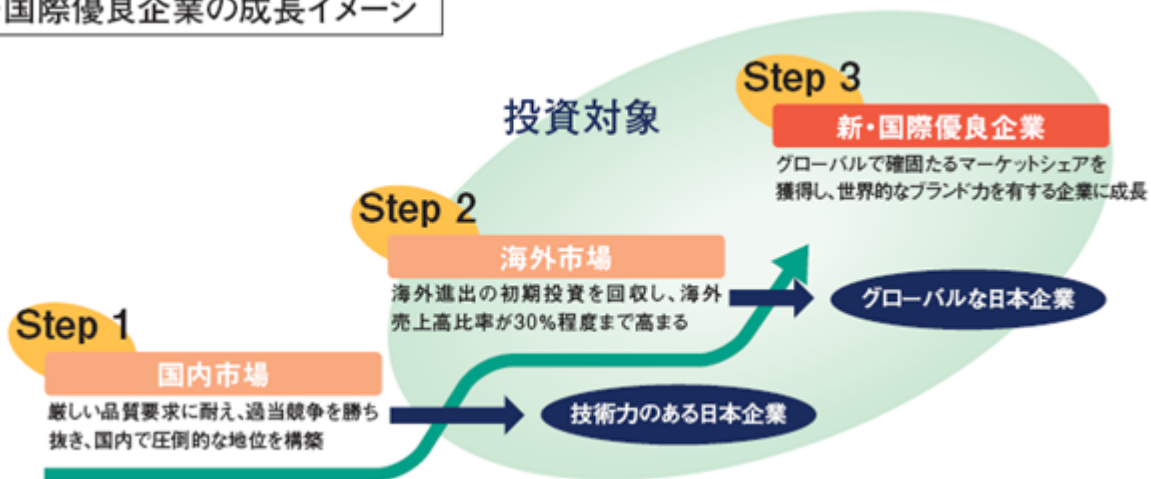 国際優良企業の成長イメージ
投資対象
Step 3
新・国際優良企業
グローバルで確固たるマーケットシェアを
獲得し、世界的なブランド力を有する企業に成長
Step 2
海外市場
海外進出の初期投資を回収し、海外
売上高比率が30%程度まで高まる
グローバルな日本企業
Step 1
国内市場
厳しい品質要求に耐え、過当競争を勝ち
抜き、国内で圧倒的な地位を構築
技術力のある日本企業